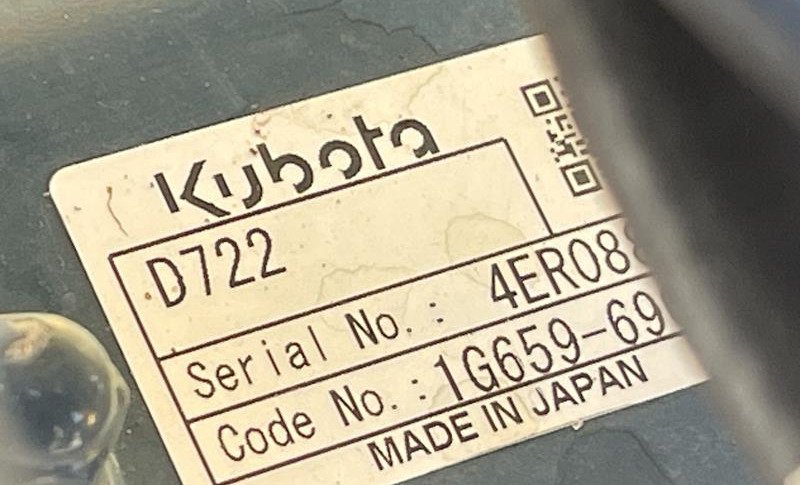 Kubota
D722
Serial No. : 4ER08
Code No. : 1G659-69
MADE IN JAPAN